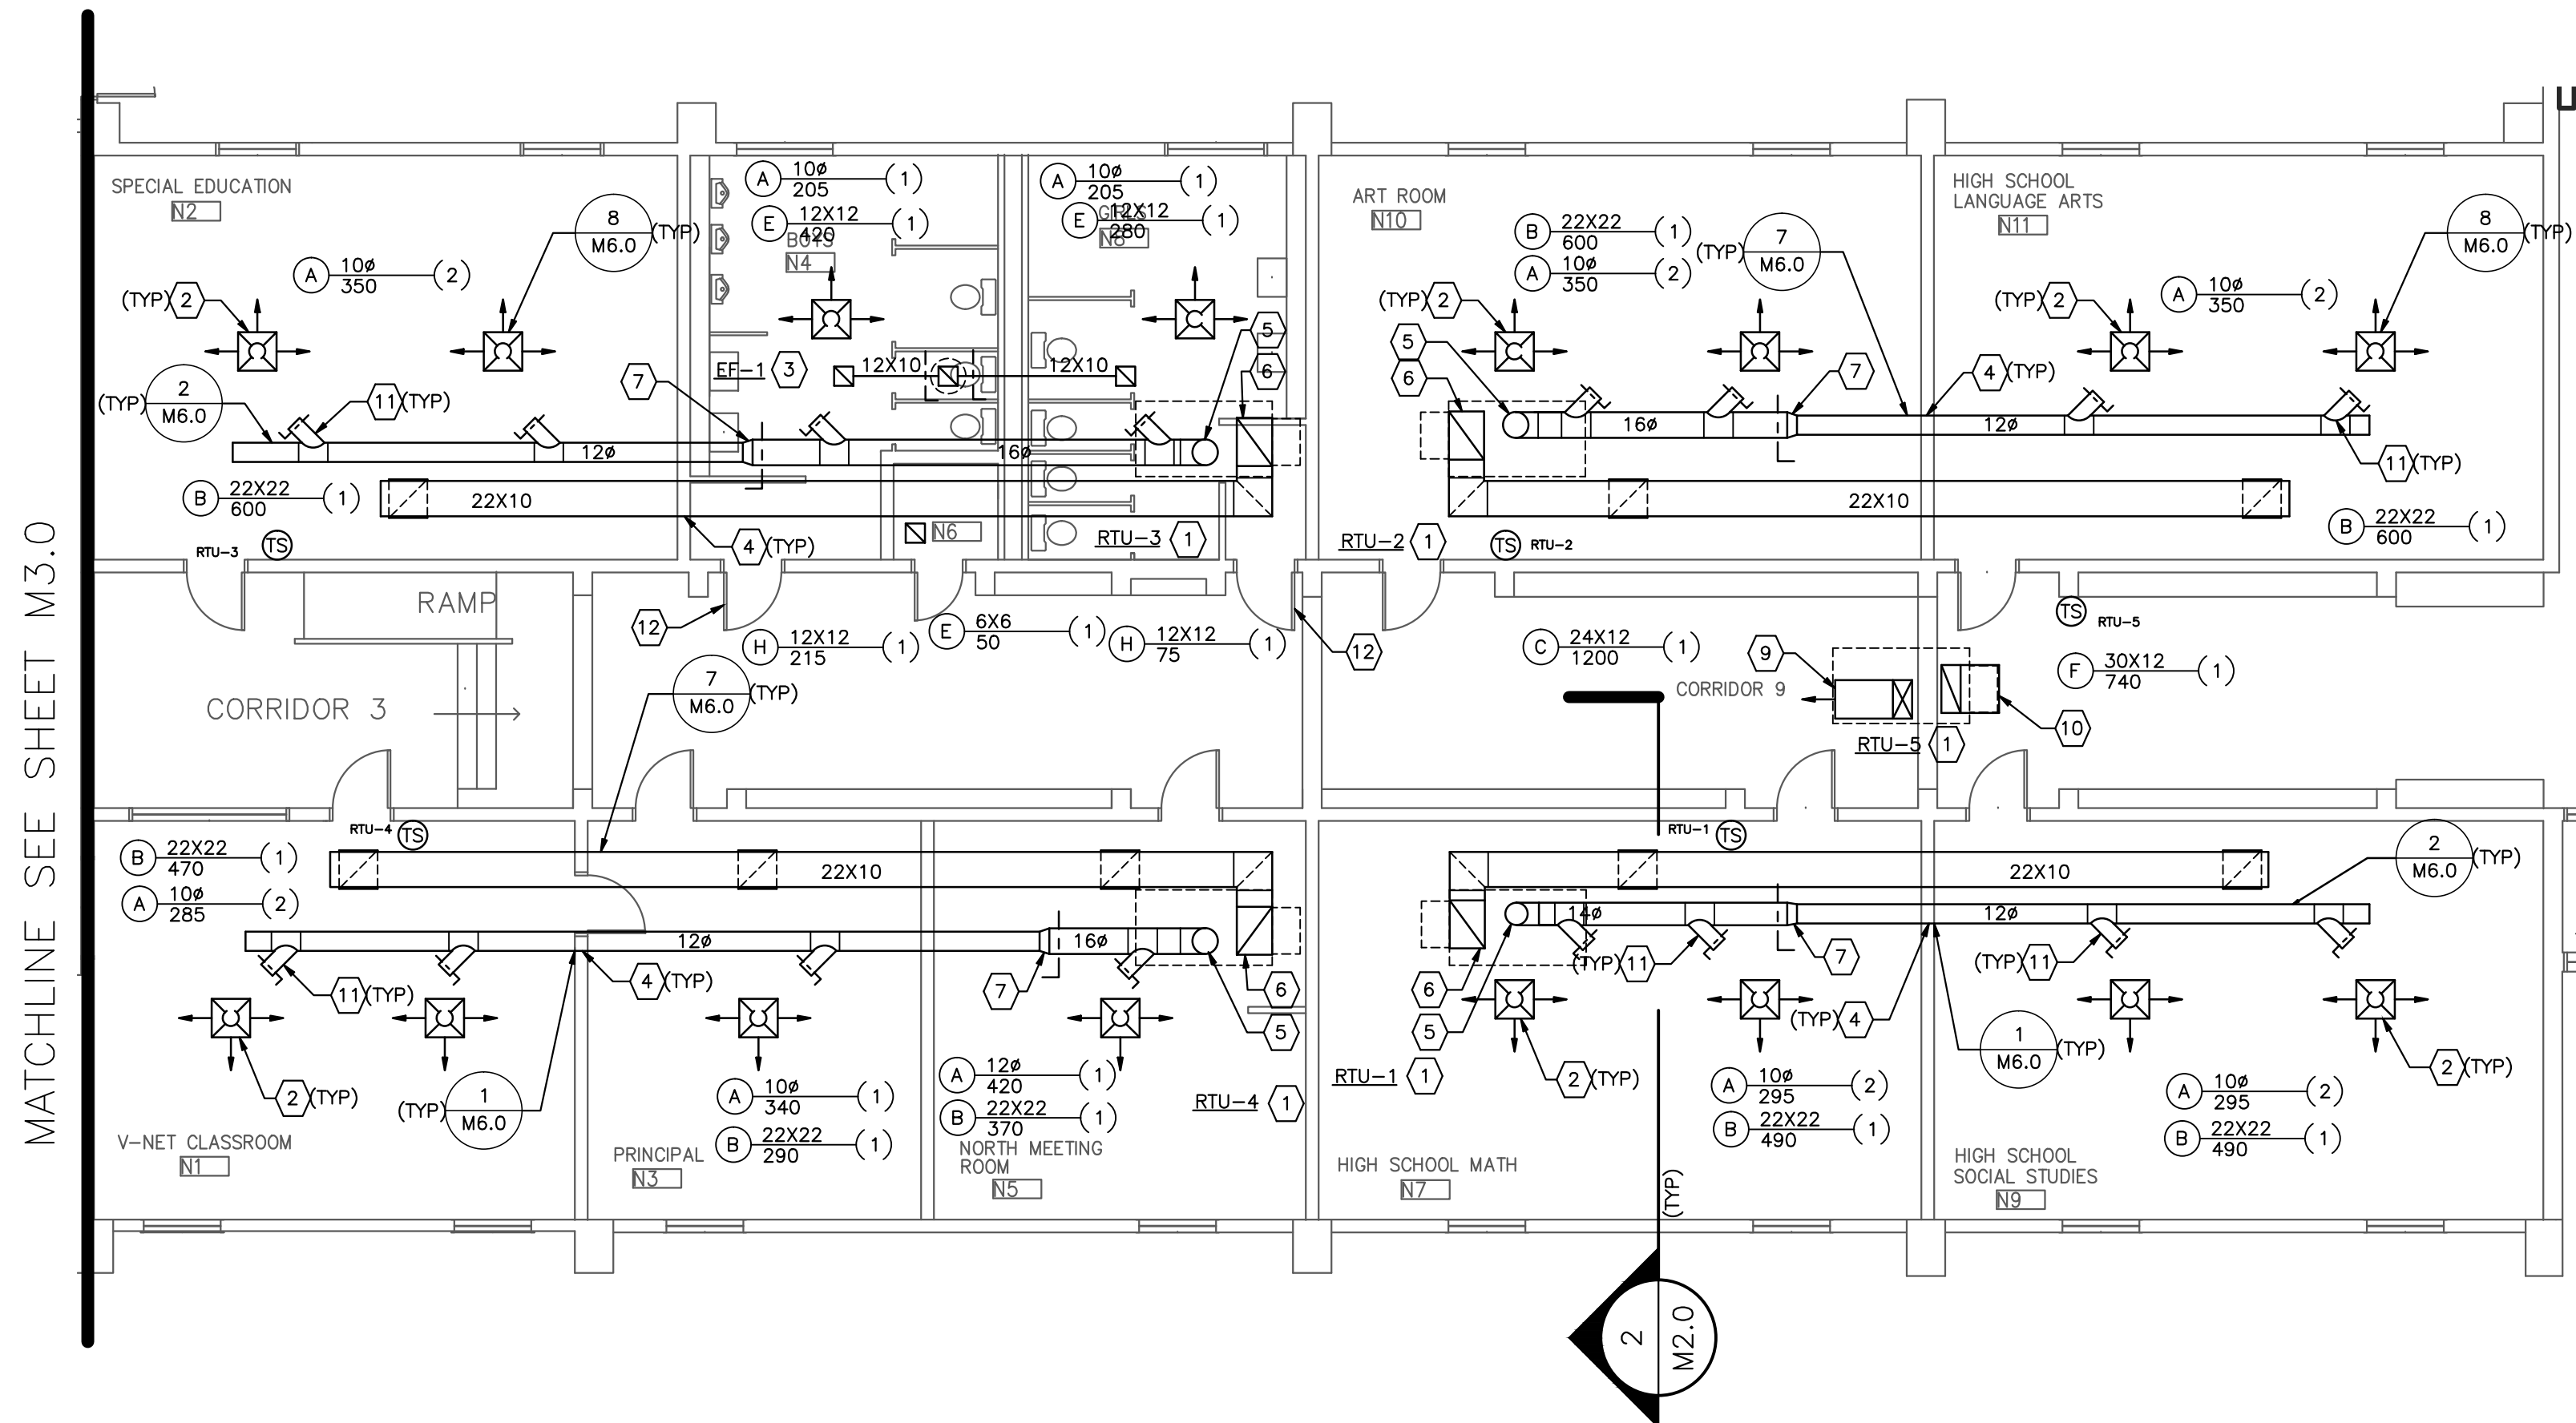 MATCHLINE SEE SHEET M3.0
SPECIAL EDUCATION
N2
A 10ø (2)
350
8
M6.0 (TYP)
(TYP) 2
2
(TYP) M6.0
11 (TYP)
12ø
B 22X22 (1)
600
22X10
RTU-3 TS
4 (TYP)
7
A 10ø (1)
205
E 12X12 (1)
420
BOYS
N4
EF-1 3
12X10
12X10
A 10ø (1)
205
E 12X12 (1)
280
GIRLS
N8
5
6
16ø
N6
RTU-3 1
ART ROOM
N10
B 22X22 (1)
600
A 10ø (2)
350
7
(TYP) M6.0
(TYP) 2
5
6
16ø
7
4 (TYP)
12ø
22X10
RTU-2 1
TS RTU-2
HIGH SCHOOL
LANGUAGE ARTS
N11
8
M6.0 (TYP)
A 10ø (2)
350
(TYP) 2
11 (TYP)
B 22X22 (1)
600
RAMP
CORRIDOR 3
12
H 12X12 (1)
215
E 6X6 (1)
50
H 12X12 (1)
75
12
7
M6.0 (TYP)
C 24X12 (1)
1200
9
CORRIDOR 9
RTU-5 1
TS RTU-5
F 30X12 (1)
740
10
RTU-4 TS
B 22X22 (1)
470
A 10ø (2)
285
22X10
12ø
16ø
11 (TYP)
4 (TYP)
7
6
5
2 (TYP)
1
(TYP) M6.0
V-NET CLASSROOM
N1
A 10ø (1)
340
B 22X22 (1)
290
PRINCIPAL
N3
A 12ø (1)
420
B 22X22 (1)
370
NORTH MEETING
ROOM
N5
RTU-4 1
RTU-1 TS
22X10
2
M6.0 (TYP)
14ø
12ø
(TYP) 11
7
(TYP) 11
6
5
(TYP) 4
1
M6.0 (TYP)
RTU-1 1
2 (TYP)
2 (TYP)
A 10ø (2)
295
B 22X22 (1)
490
A 10ø (2)
295
B 22X22 (1)
490
HIGH SCHOOL MATH
N7
HIGH SCHOOL
SOCIAL STUDIES
N9
(TYP)
2
M2.0